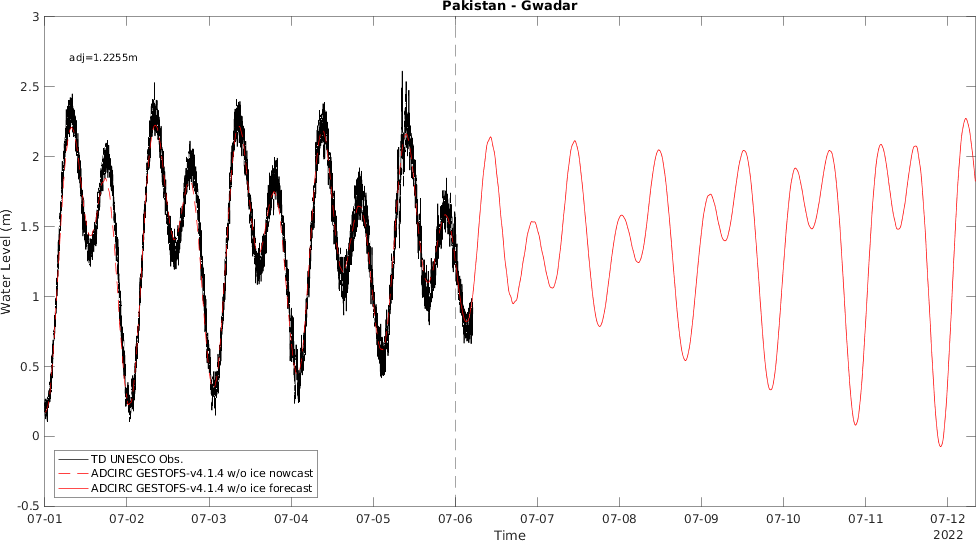 Pakistan - Gwadar
adj=1.2255m
3
2.5
2
1.5
1
0.5
0
-0.5
Water Level (m)
TD UNESCO Obs.
ADCIRC GESTOFS-v4.1.4 w/o ice nowcast
ADCIRC GESTOFS-v4.1.4 w/o ice forecast
07-01 07-02 07-03 07-04 07-05 07-06 07-07 07-08 07-09 07-10 07-11 07-12
2022
Time